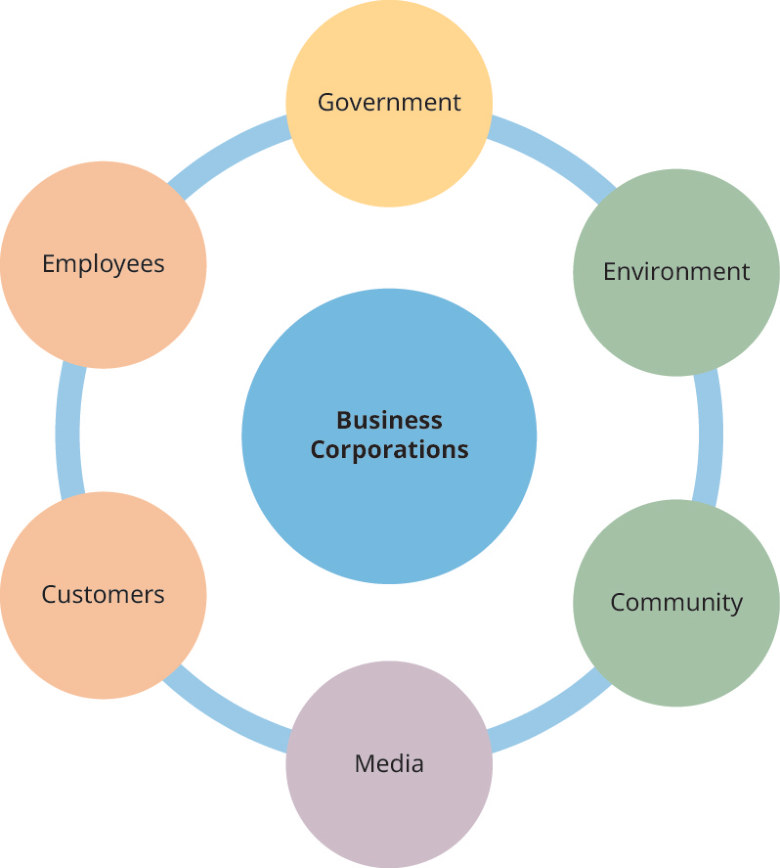 Government
Employees
Environment
Business
Corporations
Customers
Community
Media